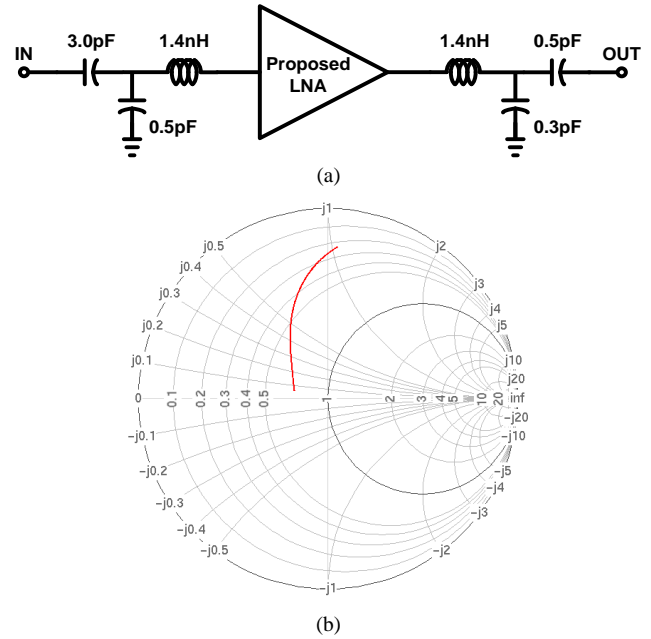 IN 3.0pF 1.4nH Proposed LNA 1.4nH 0.5pF OUT
0.5pF 0.3pF
(a)
j1
j0.5 j2
j0.4 j3
j0.3 j4
j0.2 j5
j0.1 j10
j20
0 0.1 0.2 0.3 0.4 0.5 1 2 3 4 5 10 20 inf
-j20
-j0.1 -j10
-j0.2 -j5
-j0.3 -j4
-j0.4 -j3
-j0.5 -j2
-j1
(b)